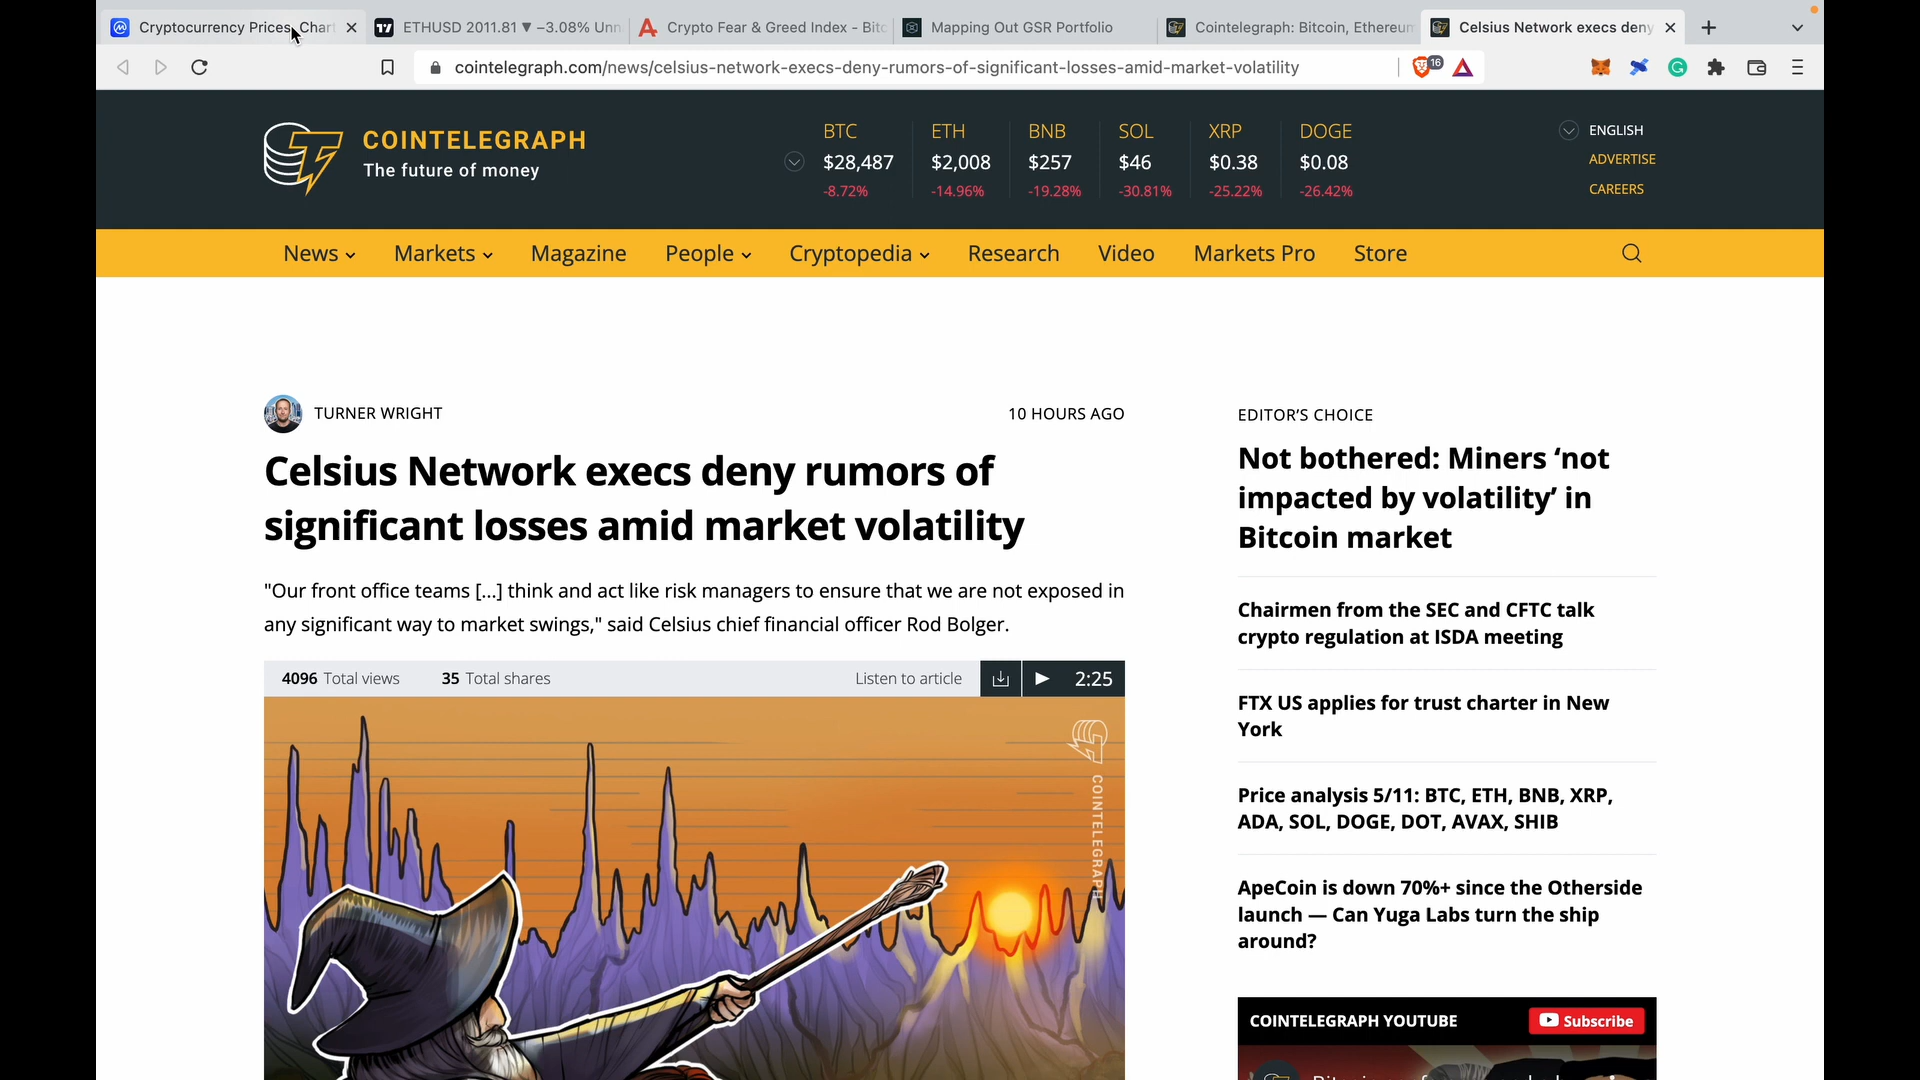 Cryptocurrency Prices, Char
ETHUSD 2011.81 ▼ −3.08% Unn
Crypto Fear & Greed Index - Bitc
Mapping Out GSR Portfolio
Cointelegraph: Bitcoin, Ethereum
Celsius Network execs deny
cointelegraph.com/news/celsius-network-execs-deny-rumors-of-significant-losses-amid-market-volatility
16
COINTELEGRAPH
The future of money
BTC ETH BNB SOL XRP DOGE
$28,487 $2,008 $257 $46 $0.38 $0.08
-8.72% -14.96% -19.28% -30.81% -25.22% -26.42%
ENGLISH
ADVERTISE
CAREERS
News Markets Magazine People Cryptopedia Research Video Markets Pro Store
TURNER WRIGHT
10 HOURS AGO
Celsius Network execs deny rumors of
significant losses amid market volatility
"Our front office teams [...] think and act like risk managers to ensure that we are not exposed in
any significant way to market swings," said Celsius chief financial officer Rod Bolger.
4096 Total views 35 Total shares Listen to article 2:25
COINTELEGRAPH
EDITOR'S CHOICE
Not bothered: Miners ‘not
impacted by volatility’ in
Bitcoin market
Chairmen from the SEC and CFTC talk
crypto regulation at ISDA meeting
FTX US applies for trust charter in New
York
Price analysis 5/11: BTC, ETH, BNB, XRP,
ADA, SOL, DOGE, DOT, AVAX, SHIB
ApeCoin is down 70%+ since the Otherside
launch — Can Yuga Labs turn the ship
around?
COINTELEGRAPH YOUTUBE
Subscribe